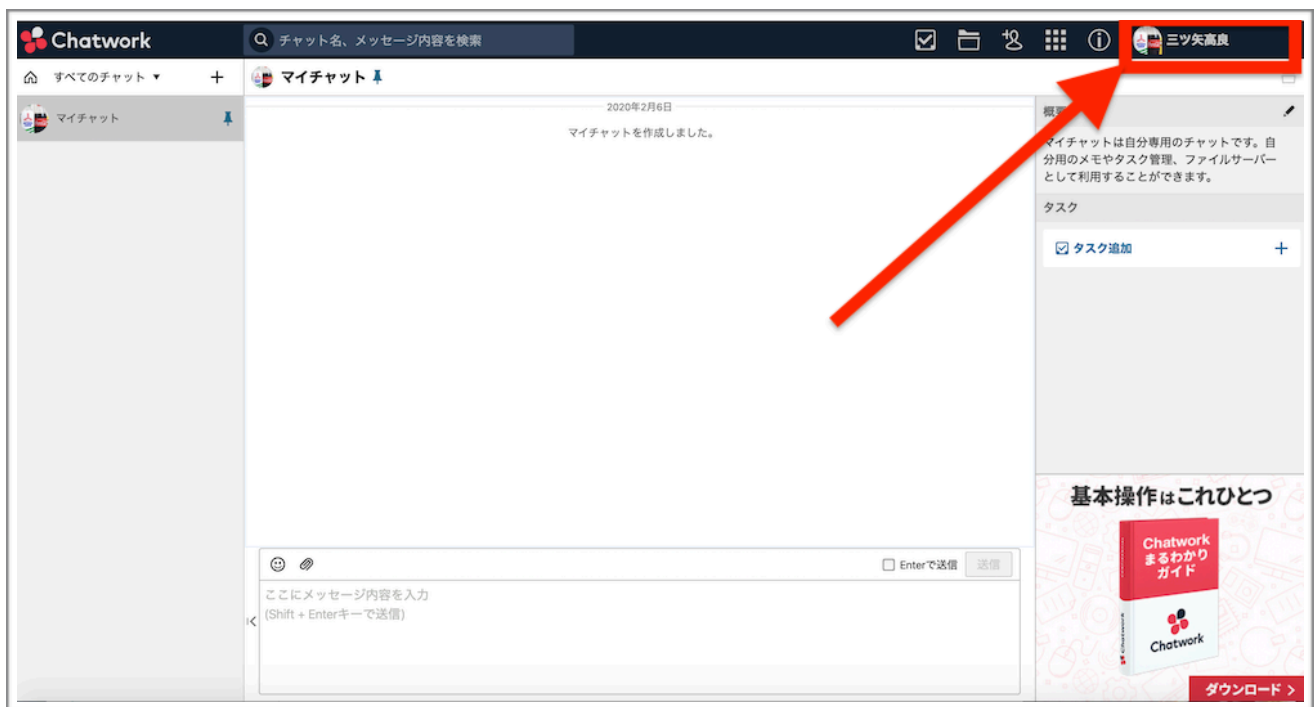 Chatwork
チャット名、メッセージ内容を検索
三ツ矢高良
すべてのチャット ▼
マイチャット
マイチャット
2020年2月6日
マイチャットを作成しました。
マイチャットは自分専用のチャットです。自
分用のメモやタスク管理、ファイルサーバー
として利用することができます。
タスク
タスク追加
Enterで送信
送信
ここにメッセージ内容を入力
(Shift + Enterキーで送信)
基本操作はこれひとつ
Chatwork
まるわかり
ガイド
Chatwork
Chatwork
ダウンロード >